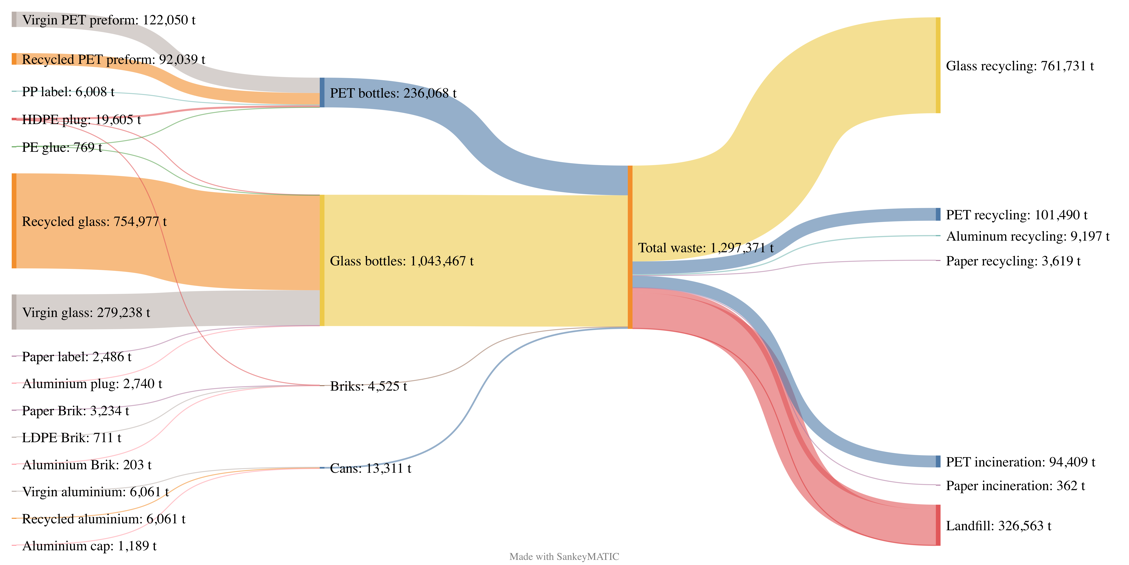 Virgin PET preform: 122,050 t
Recycled PET preform: 92,039 t
PP label: 6,008 t
HDPE plug: 19,605 t
PE glue: 769 t
Recycled glass: 754,977 t
Virgin glass: 279,238 t
Paper label: 2,486 t
Aluminium plug: 2,740 t
Paper Brik: 3,234 t
LDPE Brik: 711 t
Aluminium Brik: 203 t
Virgin aluminium: 6,061 t
Recycled aluminium: 6,061 t
Aluminium cap: 1,189 t
PET bottles: 236,068 t
Glass bottles: 1,043,467 t
Briks: 4,525 t
Cans: 13,311 t
Total waste: 1,297,371 t
Glass recycling: 761,731 t
PET recycling: 101,490 t
Aluminum recycling: 9,197 t
Paper recycling: 3,619 t
PET incineration: 94,409 t
Paper incineration: 362 t
Landfill: 326,563 t
Made with SankeyMATIC